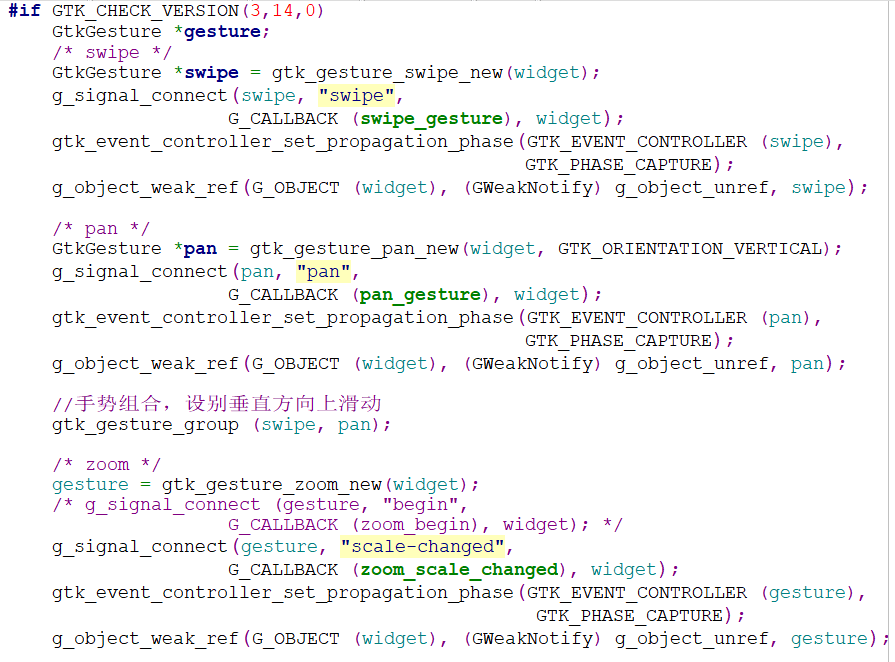 #if GTK_CHECK_VERSION(3,14,0)
GtkGesture *gesture;
/* swipe */
GtkGesture *swipe = gtk_gesture_swipe_new(widget);
g_signal_connect(swipe, "swipe",
G_CALLBACK (swipe_gesture), widget);
gtk_event_controller_set_propagation_phase(GTK_EVENT_CONTROLLER (swipe),
GTK_PHASE_CAPTURE);
g_object_weak_ref(G_OBJECT (widget), (GWeakNotify) g_object_unref, swipe);
/* pan */
GtkGesture *pan = gtk_gesture_pan_new(widget, GTK_ORIENTATION_VERTICAL);
g_signal_connect(pan, "pan",
G_CALLBACK (pan_gesture), widget);
gtk_event_controller_set_propagation_phase(GTK_EVENT_CONTROLLER (pan),
GTK_PHASE_CAPTURE);
g_object_weak_ref(G_OBJECT (widget), (GWeakNotify) g_object_unref, pan);
//手势组合，设别垂直方向上滑动
gtk_gesture_group (swipe, pan);
/* zoom */
gesture = gtk_gesture_zoom_new(widget);
/* g_signal_connect (gesture, "begin",
G_CALLBACK (zoom_begin), widget); */
g_signal_connect(gesture, "scale-changed",
G_CALLBACK (zoom_scale_changed), widget);
gtk_event_controller_set_propagation_phase(GTK_EVENT_CONTROLLER (gesture),
GTK_PHASE_CAPTURE);
g_object_weak_ref(G_OBJECT (widget), (GWeakNotify) g_object_unref, gesture);